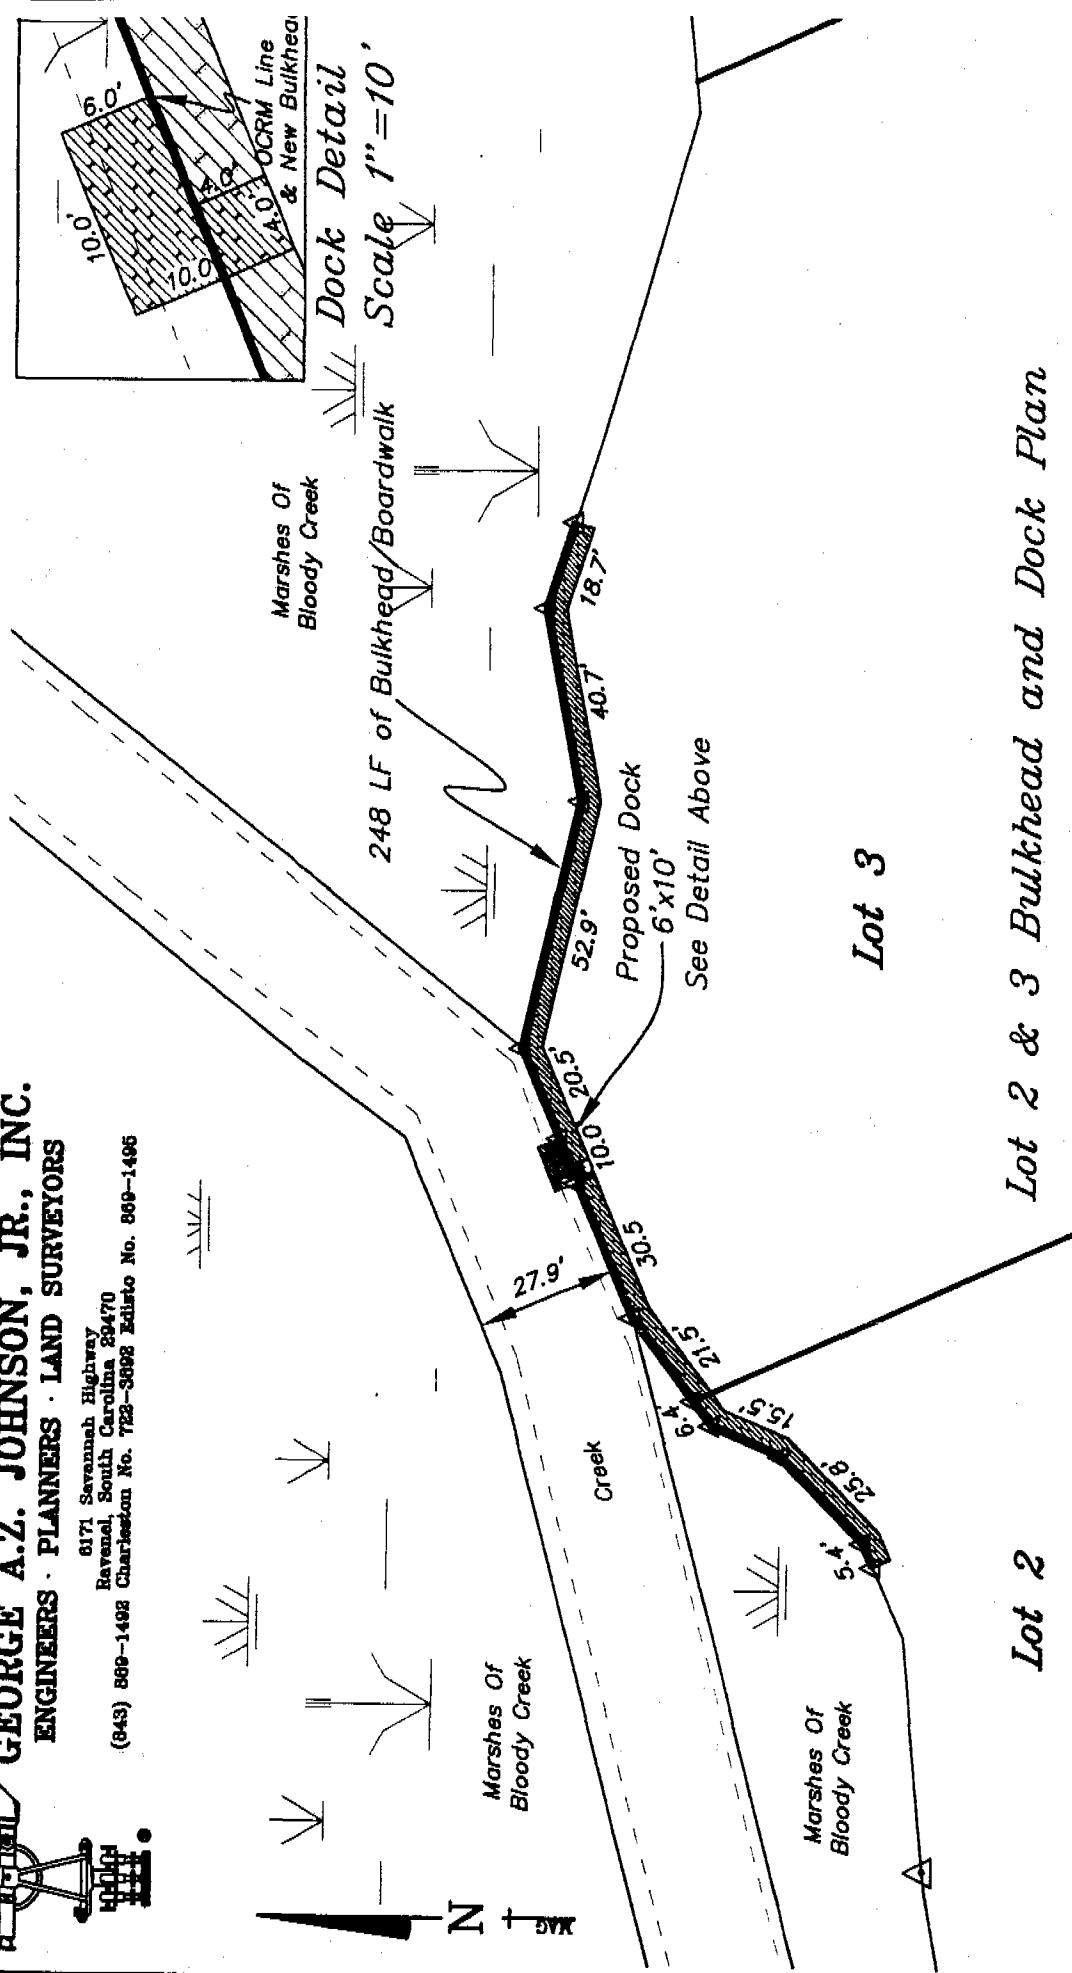 GEORGE A.Z. JOHNSON, JR., INC.
ENGINEERS · PLANNERS · LAND SURVEYORS
6171 Savannah Highway
Ravenel, South Carolina 29470
(843) 889-1492 Charleston No. 722-3892 Edisto No. 869-1495
10.0'
6.0'
10.0'
4.0'
4.0'
OCRM Line
& New Bulkhead
Dock Detail
Scale 1"=10'
Marshes Of
Bloody Creek
248 LF of Bulkhead/Boardwalk
18.7'
40.7'
52.9'
20.5'
10.0
30.5
27.9'
21.5'
9.4'
15.5'
25.8'
5.4'
Proposed Dock
6'x10'
See Detail Above
Creek
Marshes Of
Bloody Creek
Marshes Of
Bloody Creek
N
MAG
Lot 3
Lot 2
Lot 2 & 3 Bulkhead and Dock Plan